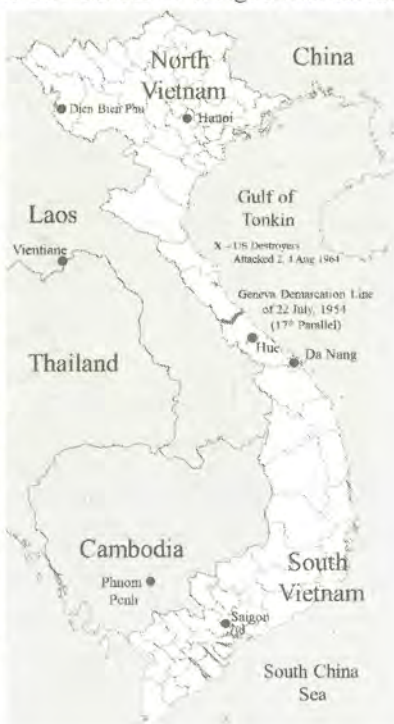 China
North
Vietnam
Dien Bien Phu
Hanoi
Gulf of
Tonkin
Laos
X - US Destroyers
Attacked 2, 4 Aug 1964
Vientiane
Geneva Demarcation Line
of 22 July, 1954
(17th Parallel)
Hue
Da Nang
Thailand
Cambodia
Phnom
Penh
South
Vietnam
Saigon
South China
Sea